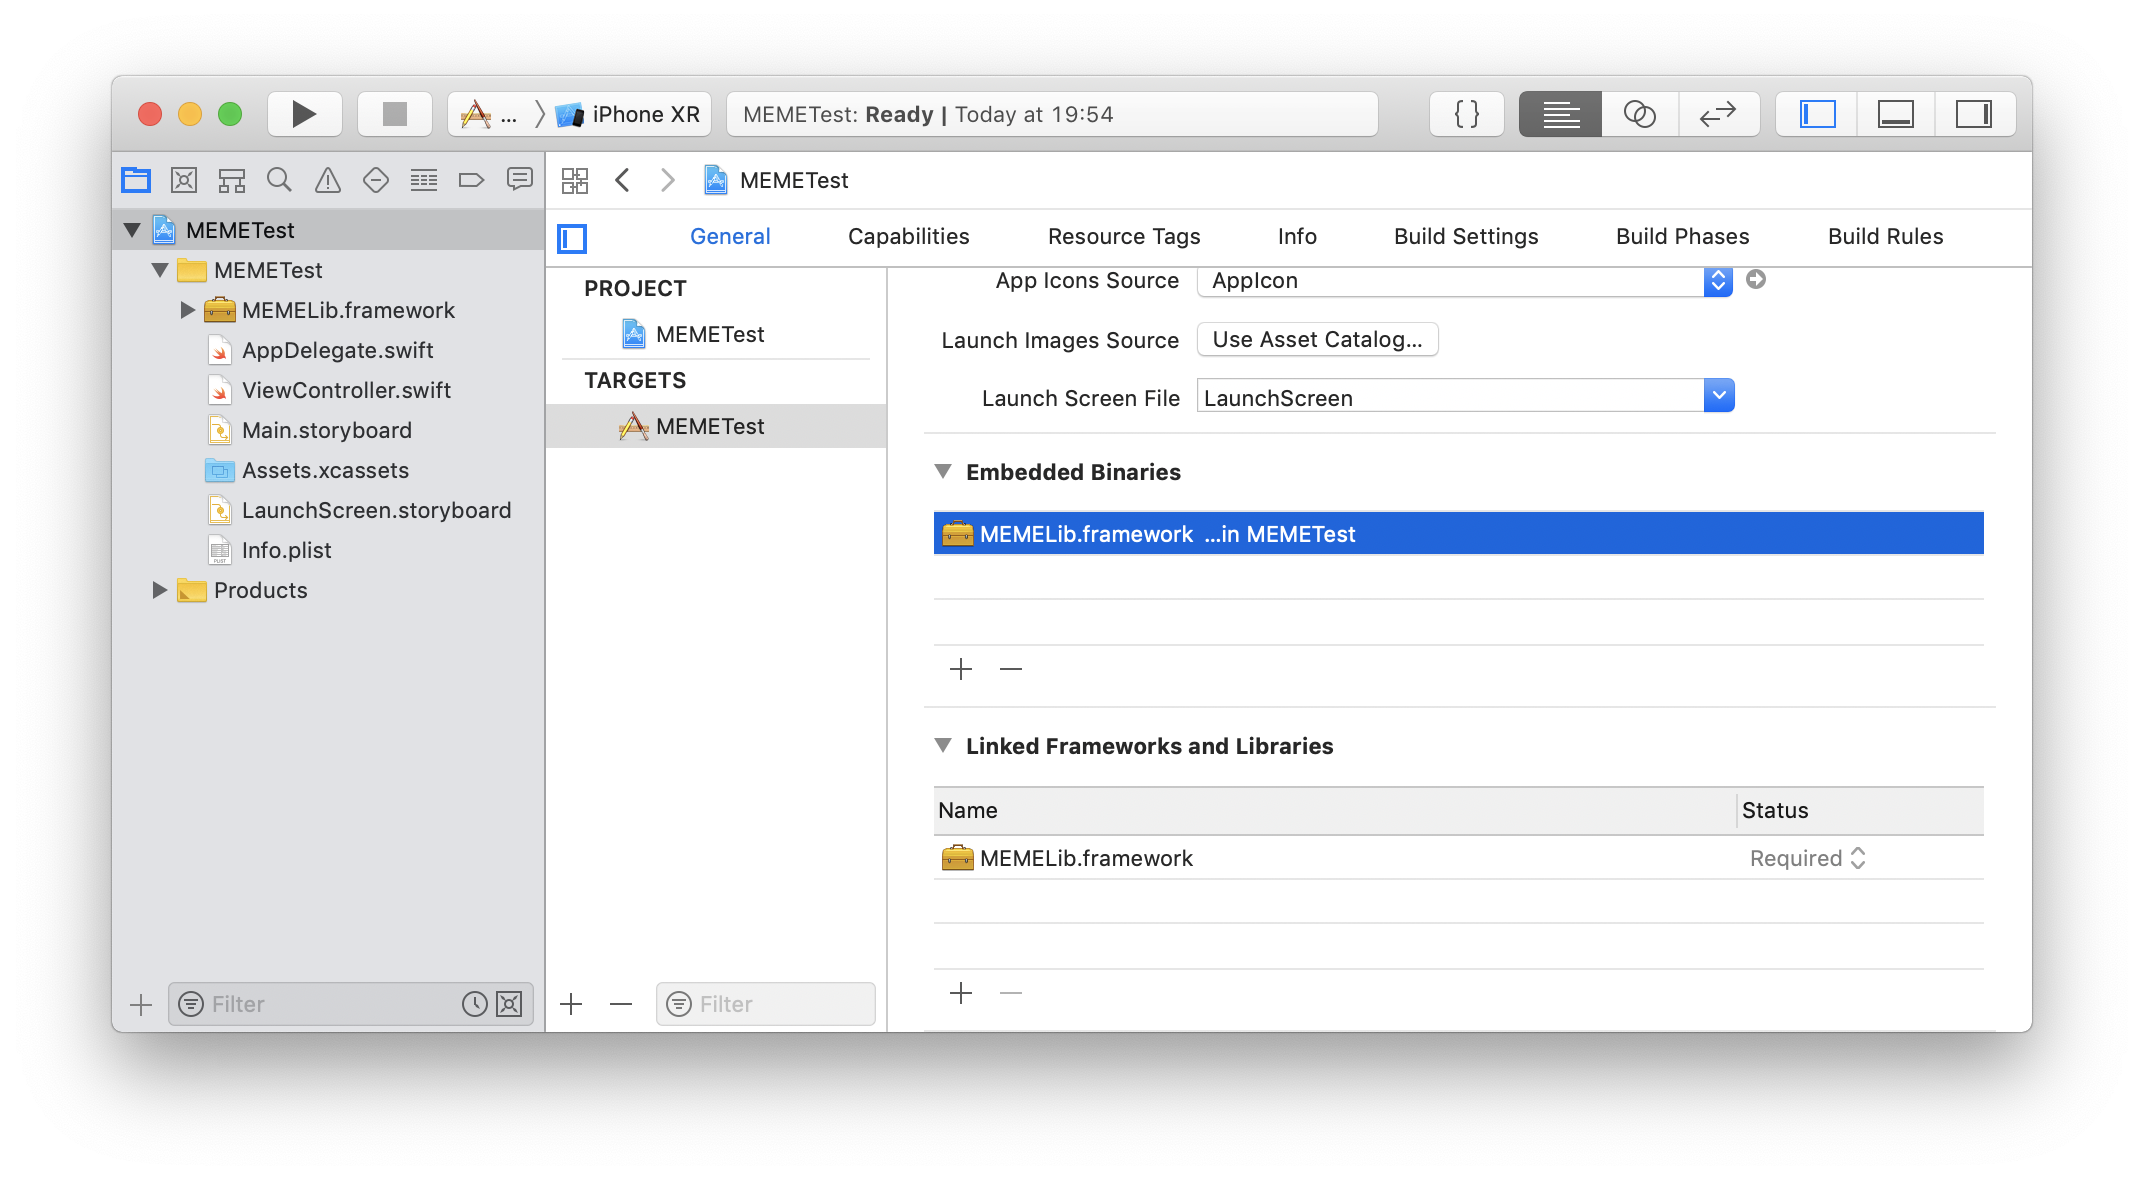 ... iPhone XR
MEMETest: Ready | Today at 19:54
MEMETest
MEMETest
MEMELib.framework
AppDelegate.swift
ViewController.swift
Main.storyboard
Assets.xcassets
LaunchScreen.storyboard
Info.plist
Products
Filter
MEMETest
General Capabilities Resource Tags Info Build Settings Build Phases Build Rules
PROJECT
MEMETest
TARGETS
MEMETest
Filter
App Icons Source AppIcon
Launch Images Source Use Asset Catalog...
Launch Screen File LaunchScreen
Embedded Binaries
MEMELib.framework ...in MEMETest
Linked Frameworks and Libraries
Name Status
MEMELib.framework Required